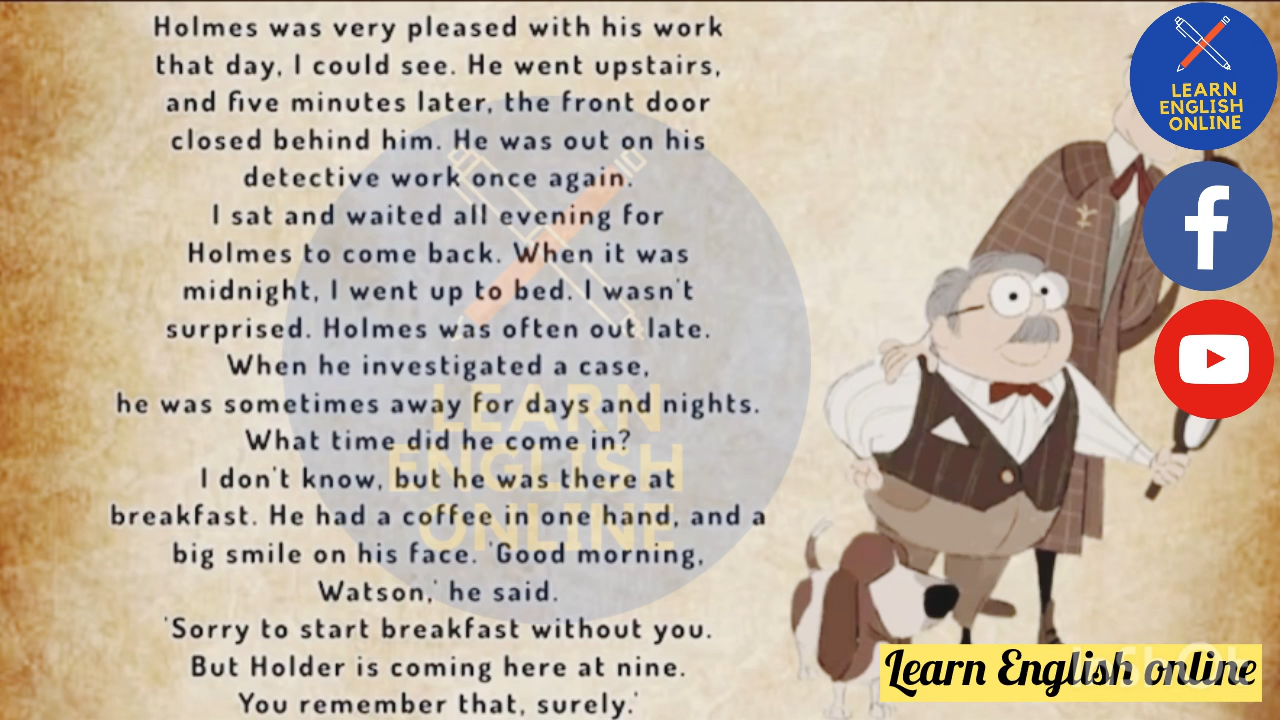 Holmes was very pleased with his work
that day, I could see. He went upstairs,
and five minutes later, the front door
closed behind him. He was out on his
detective work once again.
I sat and waited all evening for
Holmes to come back. When it was
midnight, I went up to bed. I wasn't
surprised. Holmes was often out late.
When he investigated a case,
he was sometimes away for days and nights.
What time did he come in?
I don't know, but he was there at
breakfast. He had a coffee in one hand, and a
big smile on his face. 'Good morning,
Watson,' he said.
'Sorry to start breakfast without you.
But Holder is coming here at nine.
You remember that, surely.'
LEARN
ENGLISH
ONLINE
LEARN
ENGLISH
ONLINE
f
Learn English online